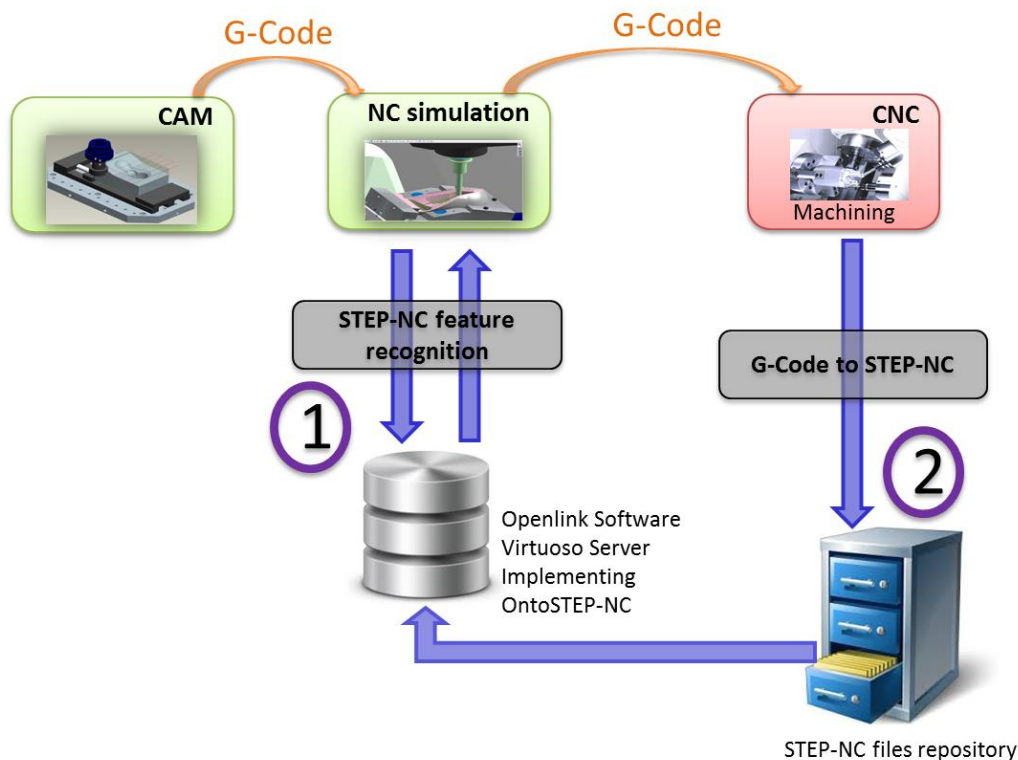 G-Code
G-Code
CAM
NC simulation
CNC
Machining
STEP-NC feature
recognition
G-Code to STEP-NC
1
2
Openlink Software
Virtuoso Server
Implementing
OntoSTEP-NC
STEP-NC files repository